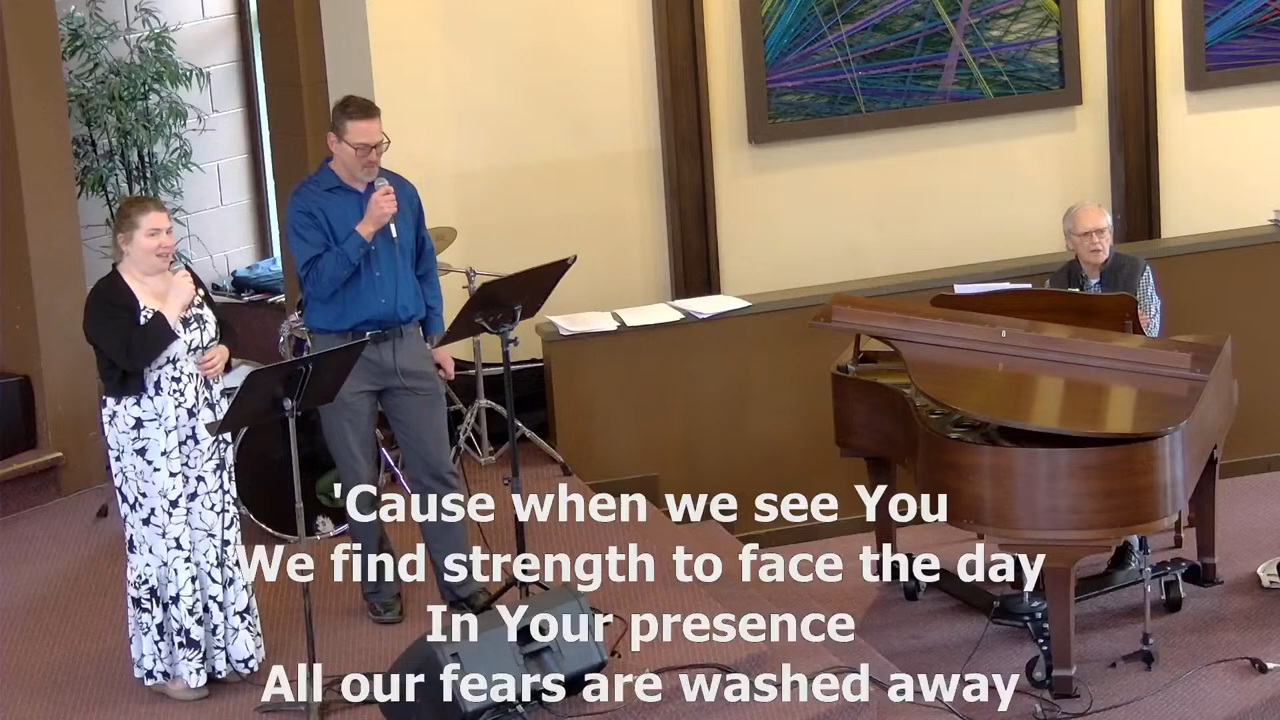 'Cause when we see You
We find strength to face the day
In Your presence
All our fears are washed away